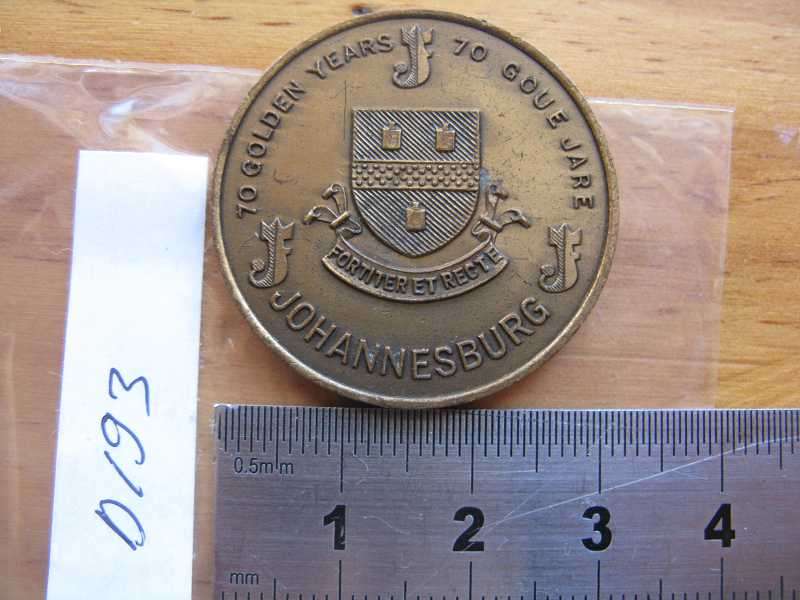 70 GOLDEN YEARS
70 GOUE JARE
FORTITER ET RECTE
JOHANNESBURG
D193
0.5mm
1 2 3 4
mm